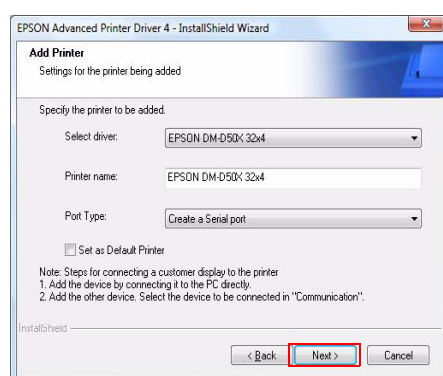 EPSON Advanced Printer Driver 4 - InstallShield Wizard
Add Printer
Settings for the printer being added
Specify the printer to be added.
Select driver: EPSON DM-D50X 32x4
Printer name: EPSON DM-D50X 32x4
Port Type: Create a Serial port
Set as Default Printer
Note: Steps for connecting a customer display to the printer
1. Add the device by connecting it to the PC directly.
2. Add the other device. Select the device to be connected in "Communication".
InstallShield
< Back Next > Cancel